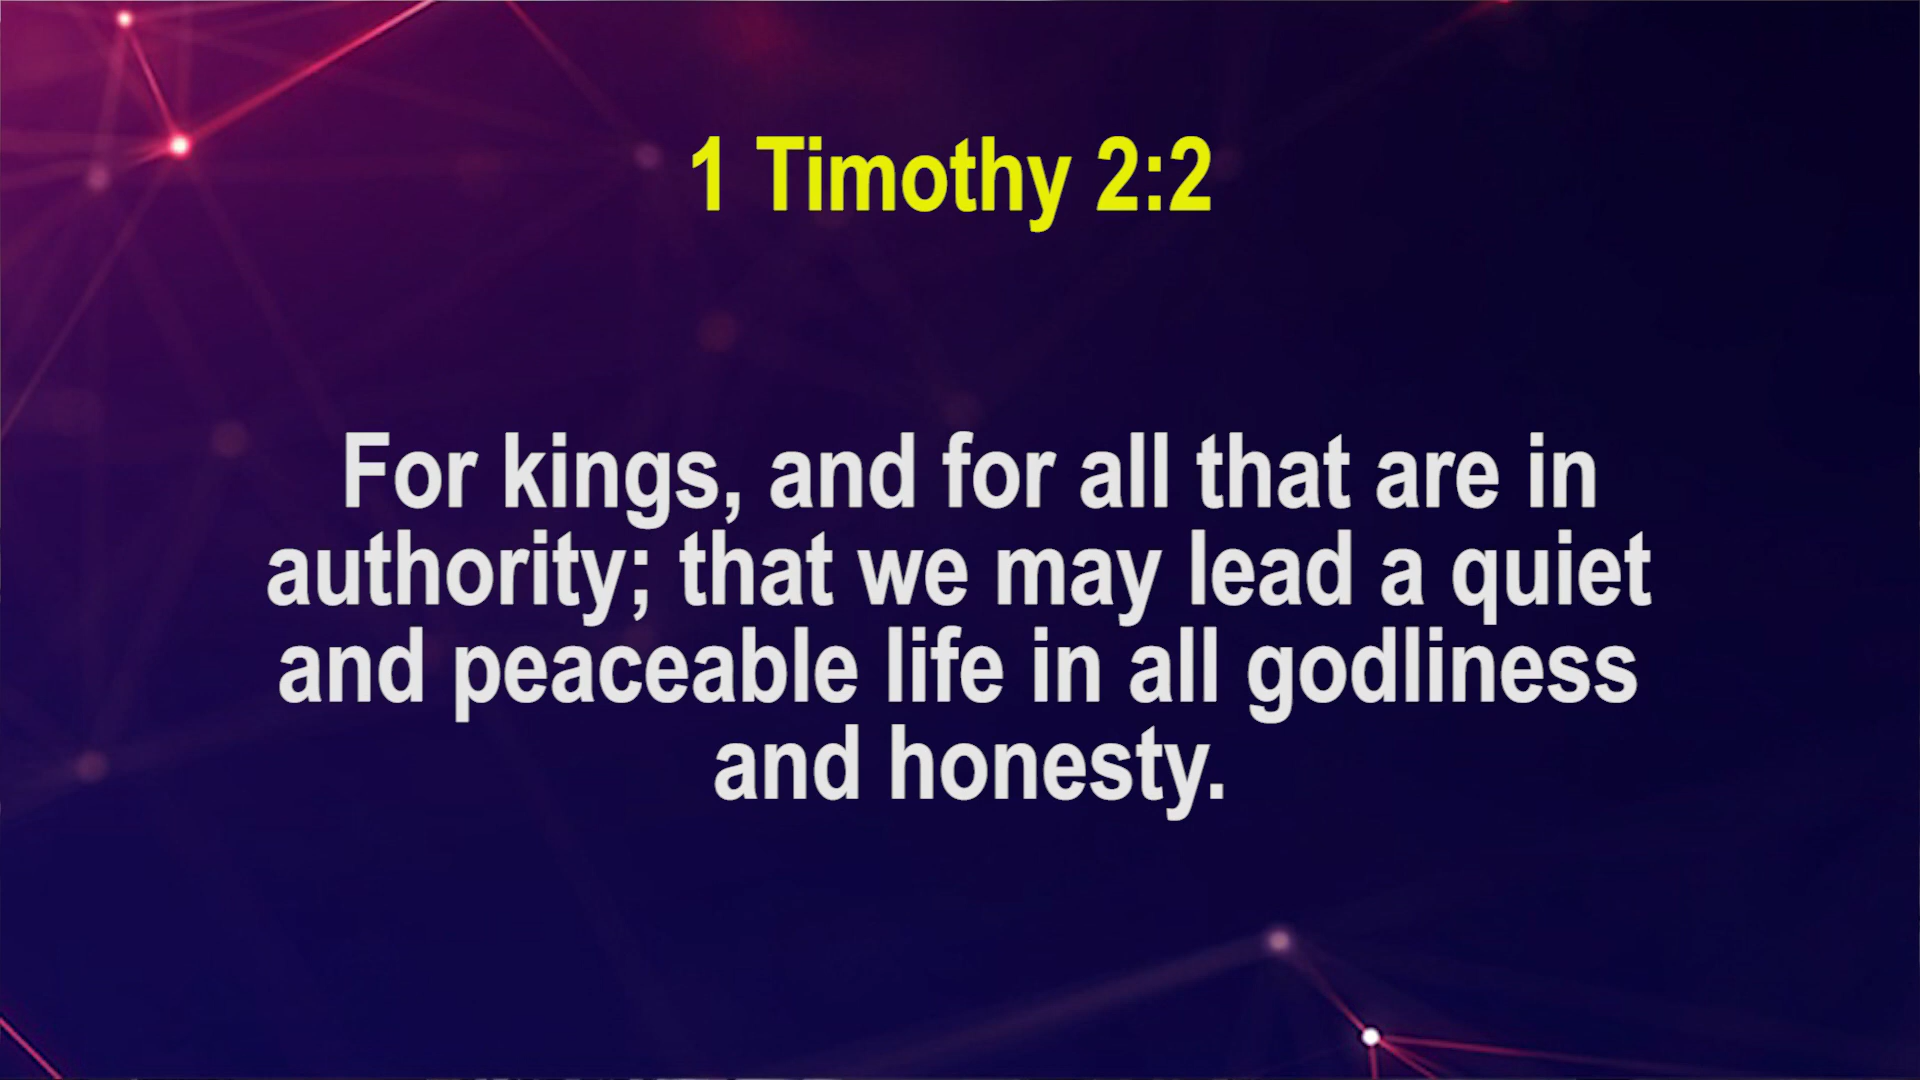 1 Timothy 2:2
For kings, and for all that are in
authority; that we may lead a quiet
and peaceable life in all godliness
and honesty.